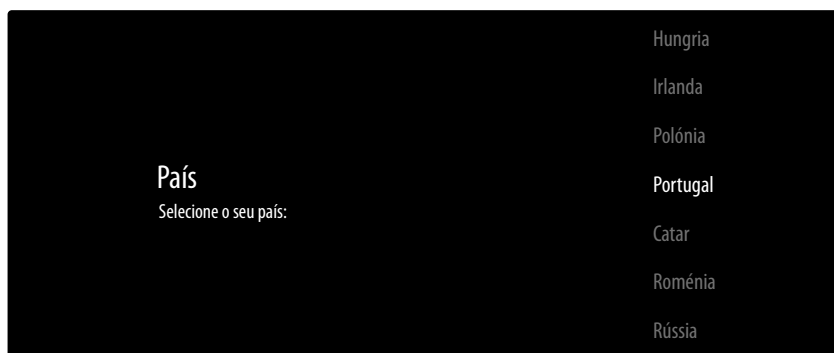 País
Selecione o seu país:
Hungria
Irlanda
Polónia
Portugal
Catar
Roménia
Rússia